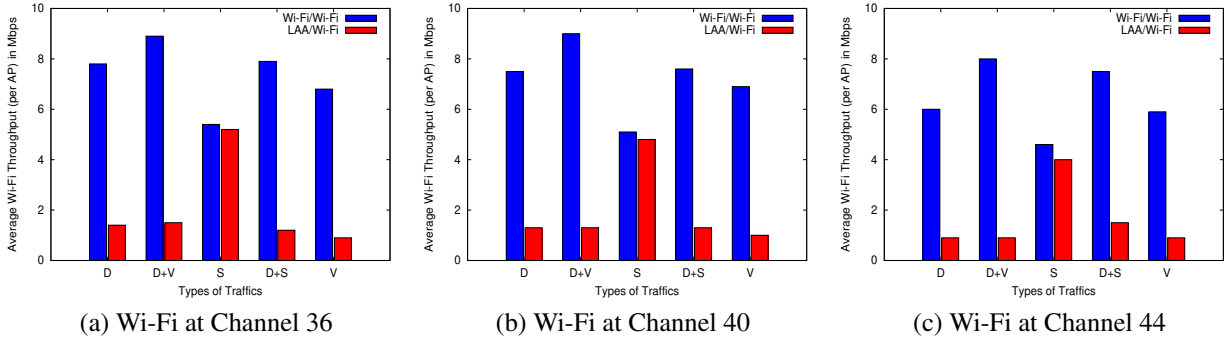 Average Wi-Fi Throughput (per AP) in Mbps
10
8
6
4
2
0
Wi-Fi/Wi-Fi
LAA/Wi-Fi
D D+V S D+S V
Types of Traffics
(a) Wi-Fi at Channel 36
Average Wi-Fi Throughput (per AP) in Mbps
10
8
6
4
2
0
Wi-Fi/Wi-Fi
LAA/Wi-Fi
D D+V S D+S V
Types of Traffics
(b) Wi-Fi at Channel 40
Average Wi-Fi Throughput (per AP) in Mbps
10
8
6
4
2
0
Wi-Fi/Wi-Fi
LAA/Wi-Fi
D D+V S D+S V
Types of Traffics
(c) Wi-Fi at Channel 44